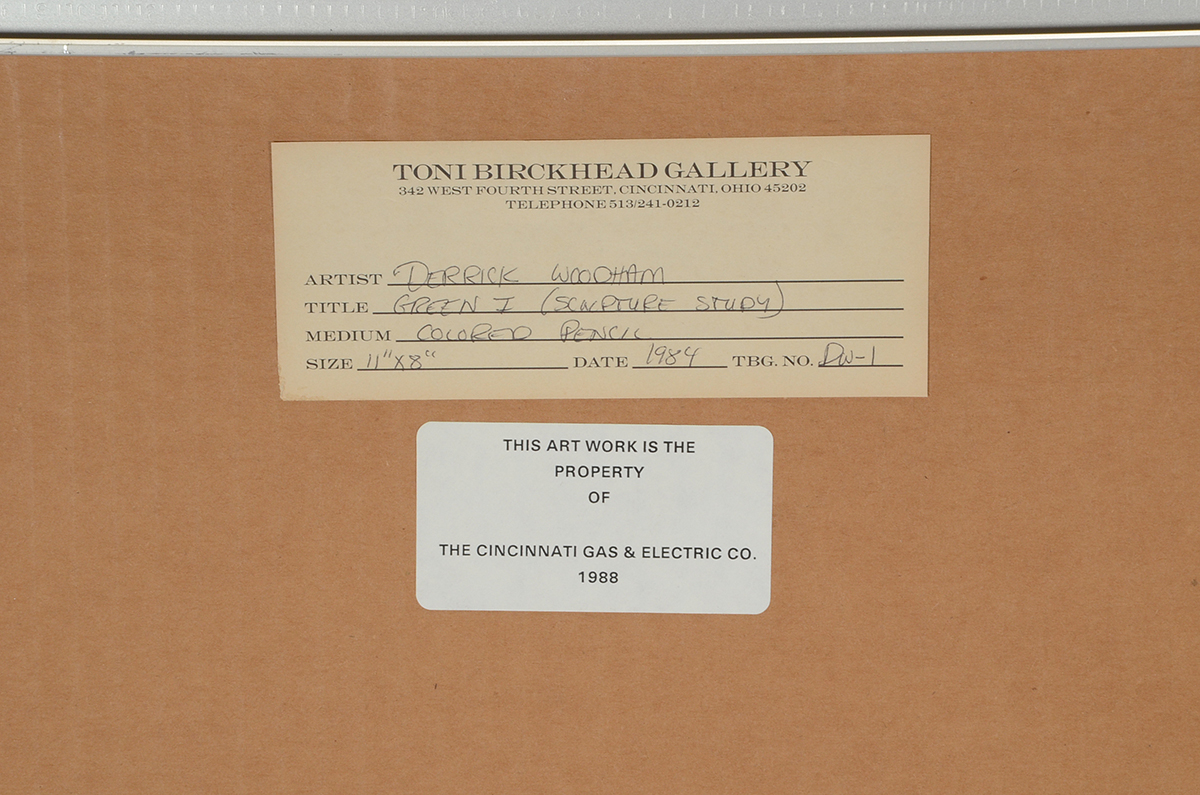 TONI BIRCKHEAD GALLERY
342 WEST FOURTH STREET, CINCINNATI, OHIO 45202
TELEPHONE 513/241-0212
ARTIST DERRICK WOODHAM
TITLE GREEN I (SCULPTURE STUDY)
MEDIUM COLORED PENCIL
SIZE 11"X8" DATE 1984 TBG. NO. DW-1
THIS ART WORK IS THE
PROPERTY
OF
THE CINCINNATI GAS & ELECTRIC CO.
1988